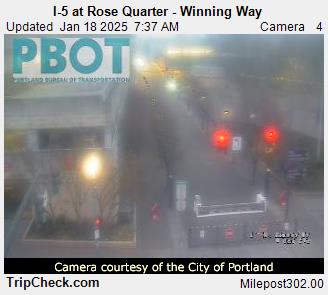 I-5 at Rose Quarter - Winning Way
Updated Jan 18 2025 7:37 AM Camera 4
PBOT
PORTLAND BUREAU OF TRANSPORTATION
Camera courtesy of the City of Portland
TripCheck.com Milepost302.00